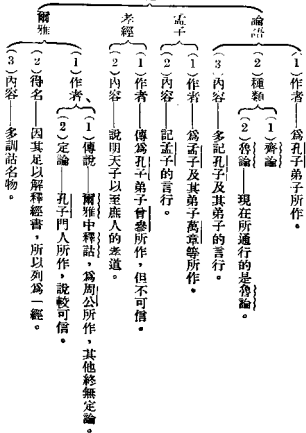 論語
(1)作者——為孔子弟子所作。
(2)種類
(1)齊論
(2)魯論——現在所通行的是魯論。
(3)內容——多記孔子及其弟子的言行。
孟子
(1)作者——為孟子及其弟子萬章等所作。
(2)內容——記孟子的言行。
孝經
(1)作者——傳為孔子弟子曾參所作，但不可信。
(2)內容——說明天子以至庶人的孝道。
爾雅
(1)作者
(1)傳說——爾雅中釋詁，為周公所作，其他終無定論。
(2)定論——孔子門人所作，說較可信。
(2)得名——因其足以解釋經書，所以列為一經。
(3)內容——多訓詁名物。